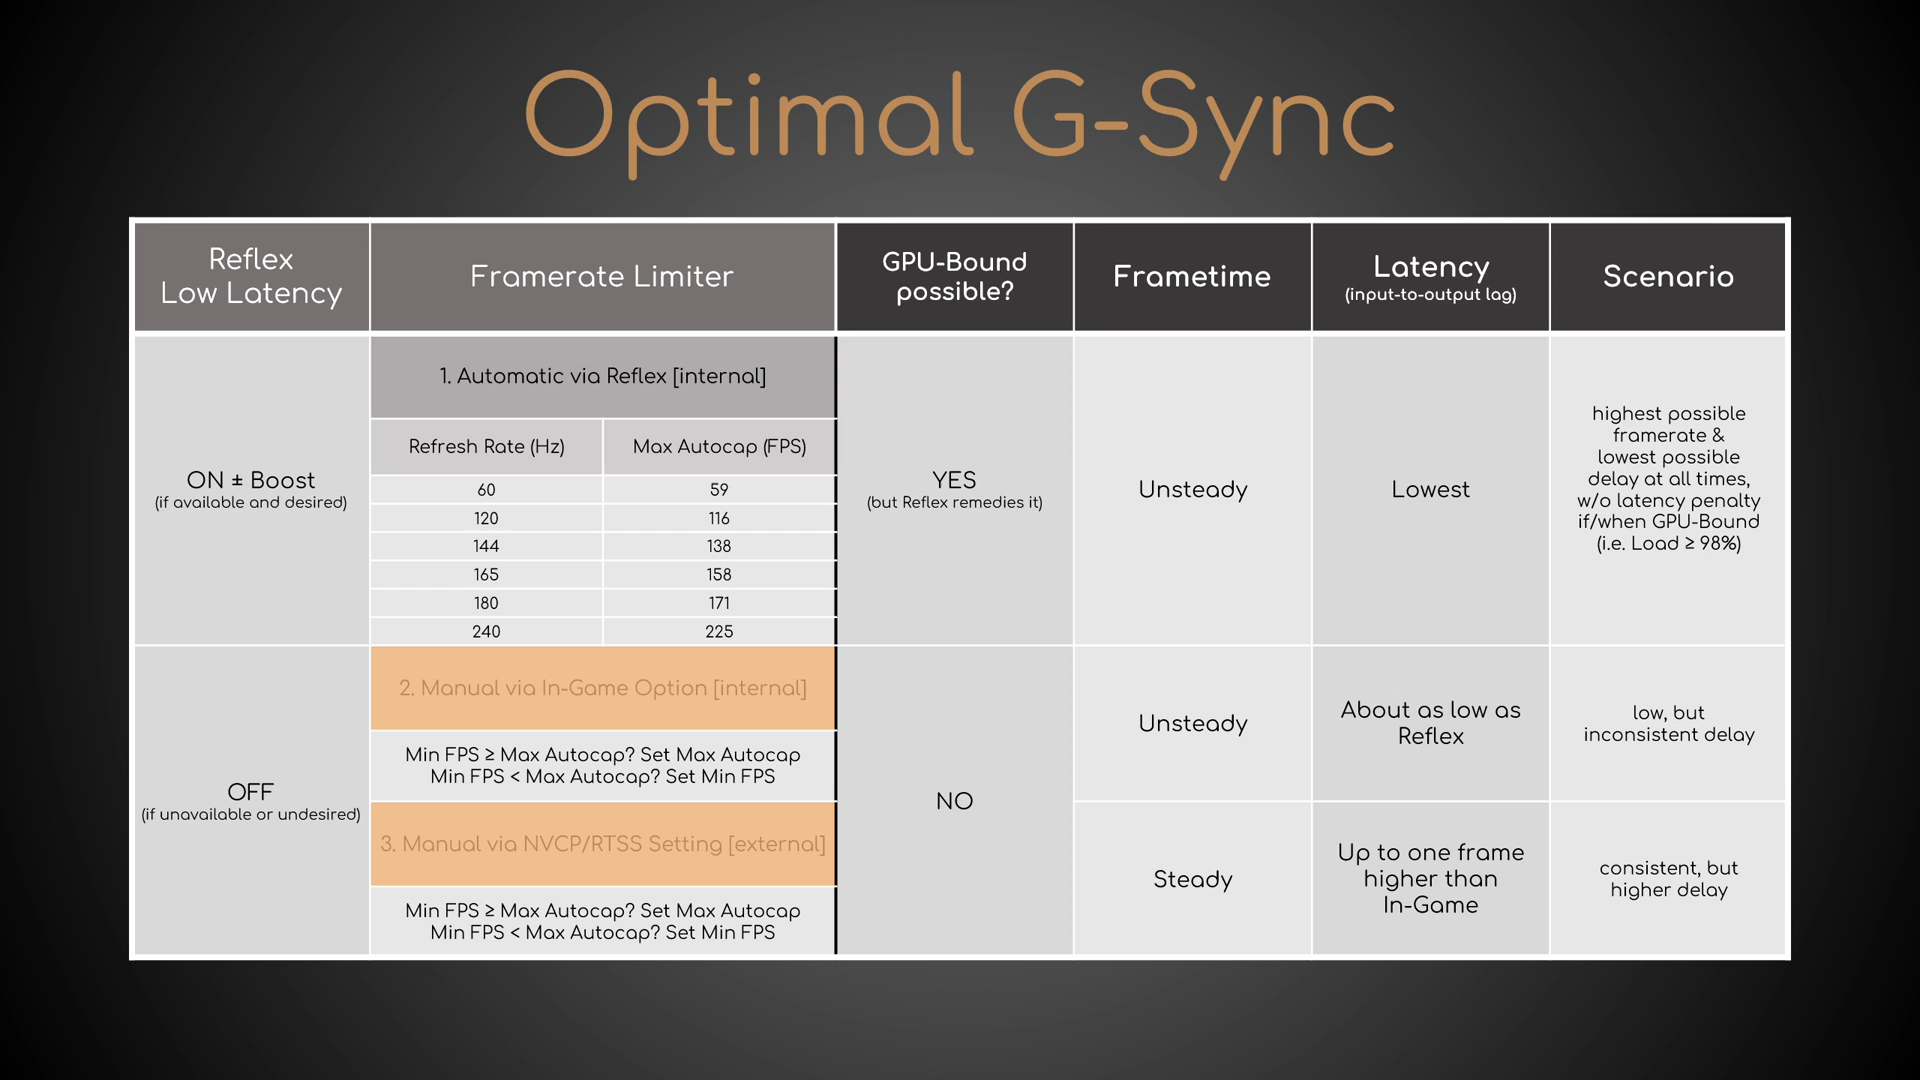 Optimal G-Sync
Reflex
Low Latency
Framerate Limiter
GPU-Bound
possible?
Frametime
Latency
(input-to-output lag)
Scenario
ON ± Boost
(if available and desired)
1. Automatic via Reflex [internal]
Refresh Rate (Hz)
Max Autocap (FPS)
60
59
120
116
144
138
165
158
180
171
240
225
YES
(but Reflex remedies it)
Unsteady
Lowest
highest possible
framerate &
lowest possible
delay at all times,
w/o latency penalty
if/when GPU-Bound
(i.e. Load ≥ 98%)
OFF
(if unavailable or undesired)
2. Manual via In-Game Option [internal]
Min FPS ≥ Max Autocap? Set Max Autocap
Min FPS < Max Autocap? Set Min FPS
3. Manual via NVCP/RTSS Setting [external]
Min FPS ≥ Max Autocap? Set Max Autocap
Min FPS < Max Autocap? Set Min FPS
NO
Unsteady
About as low as
Reflex
low, but
inconsistent delay
Steady
Up to one frame
higher than
In-Game
consistent, but
higher delay